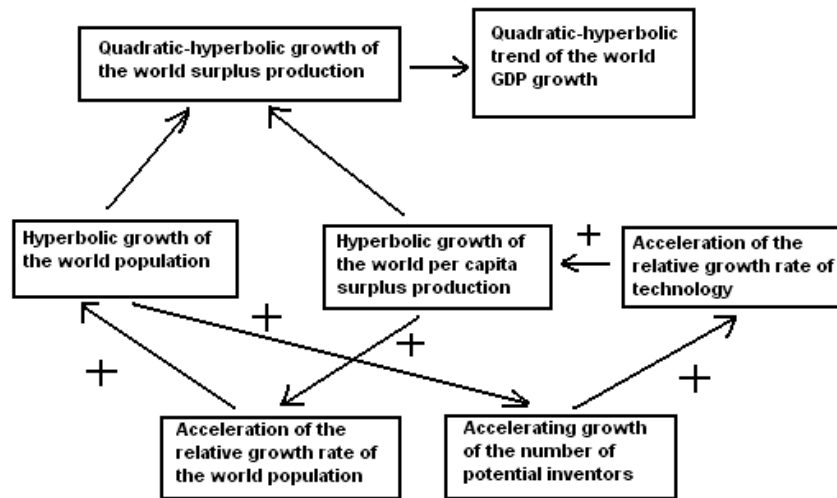 Quadratic-hyperbolic growth of
the world surplus production
Quadratic-hyperbolic
trend of the world
GDP growth
Hyperbolic growth of
the world population
Hyperbolic growth of
the world per capita
surplus production
+
Acceleration of the
relative growth rate of
technology
+
+
+
+
Acceleration of the
relative growth rate of
the world population
Accelerating growth
of the number of
potential inventors